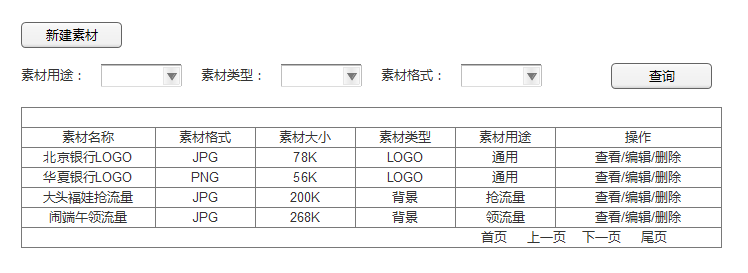 新建素材
素材用途： 素材类型： 素材格式： 查询
素材名称 素材格式 素材大小 素材类型 素材用途 操作
北京银行LOGO JPG 78K LOGO 通用 查看/编辑/删除
华夏银行LOGO PNG 56K LOGO 通用 查看/编辑/删除
大头福娃抢流量 JPG 200K 背景 抢流量 查看/编辑/删除
闹端午领流量 JPG 268K 背景 领流量 查看/编辑/删除
首页 上一页 下一页 尾页